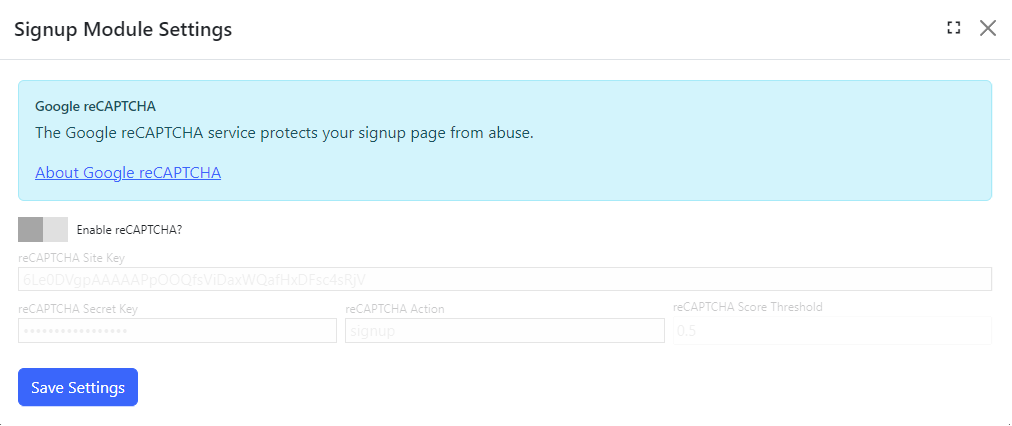 Signup Module Settings
Google reCAPTCHA
The Google reCAPTCHA service protects your signup page from abuse.
About Google reCAPTCHA
Enable reCAPTCHA?
reCAPTCHA Site Key
6Le0DVgpAAAAAPpOOQfsViDaxWQafHxDFsc4sRjV
reCAPTCHA Secret Key
reCAPTCHA Action
reCAPTCHA Score Threshold
•••••••••••••••••
signup
0.5
Save Settings